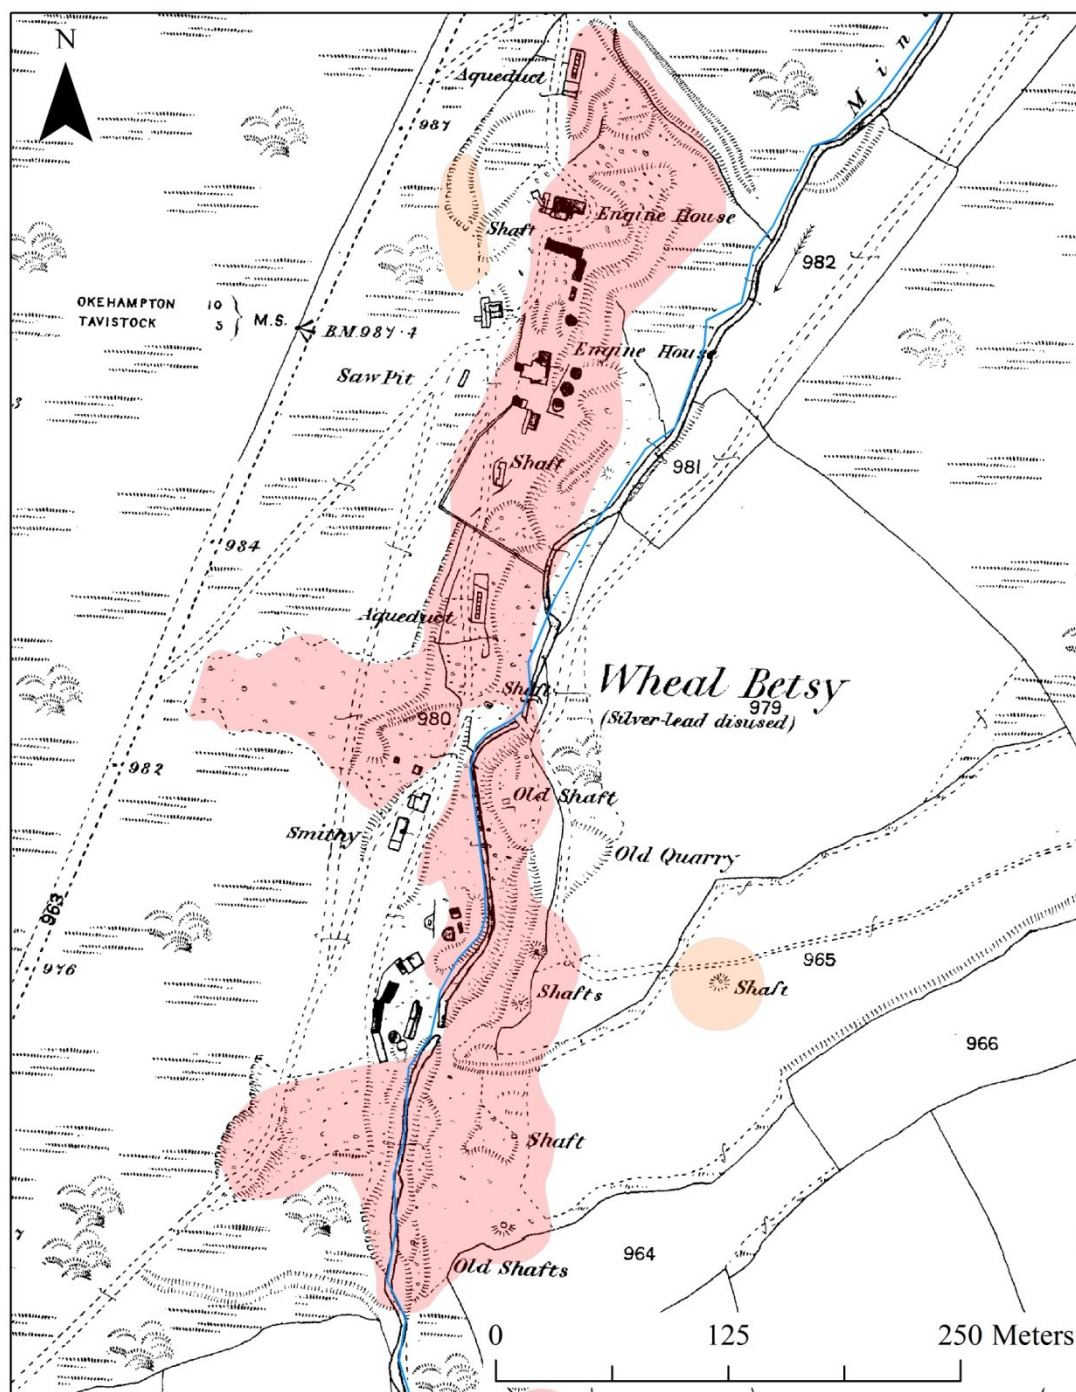 N
Aqueduct
Min
987
Shaft
Engine House
982
OKEHAMPTON 10
TAVISTOCK 5
M.S.
B.M. 987.4
Engine House
Saw Pit
Shaft
981
984
Aqueduct
Shaft
Wheal Betsy
979
(Silver-lead disused)
980
982
Old Shaft
Smithy
Old Quarry
963
976
965
Shafts
Shaft
966
Shaft
964
Old Shafts
0 125 250 Meters